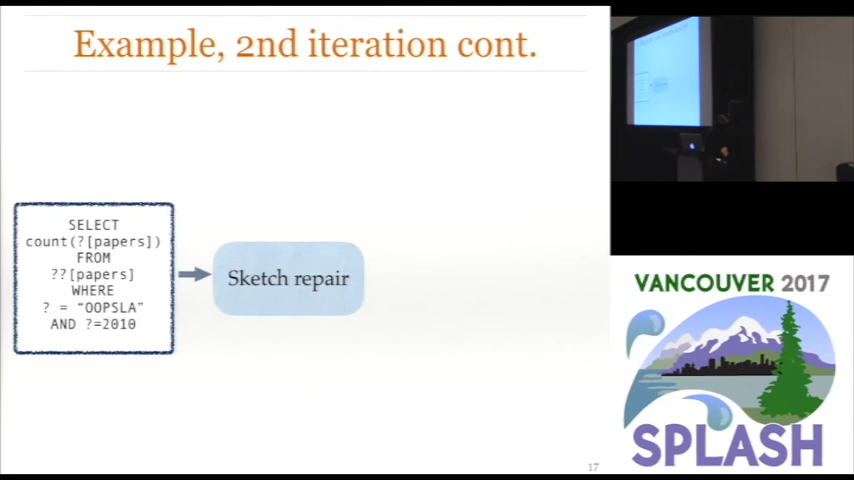 Example, 2nd iteration cont.
SELECT
count(?[papers])
FROM
??[papers]
WHERE
? = “OOPSLA”
AND ?=2010
Sketch repair
17
VANCOUVER 2017
SPLASH